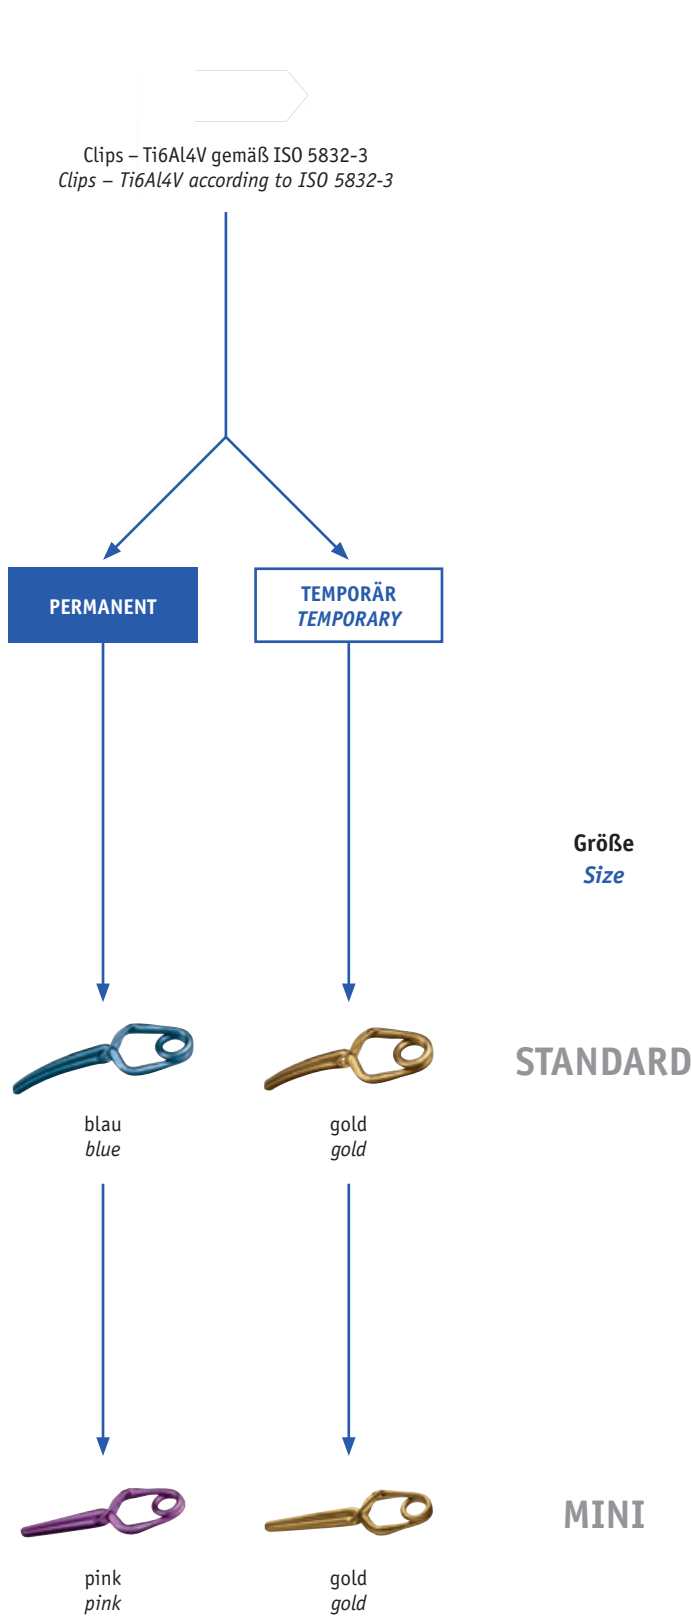 Clips – Ti6Al4V gemäß ISO 5832-3
Clips – Ti6Al4V according to ISO 5832-3
PERMANENT
TEMPORÄR
TEMPORARY
Größe
Size
STANDARD
blau
blue
gold
gold
MINI
pink
pink
gold
gold